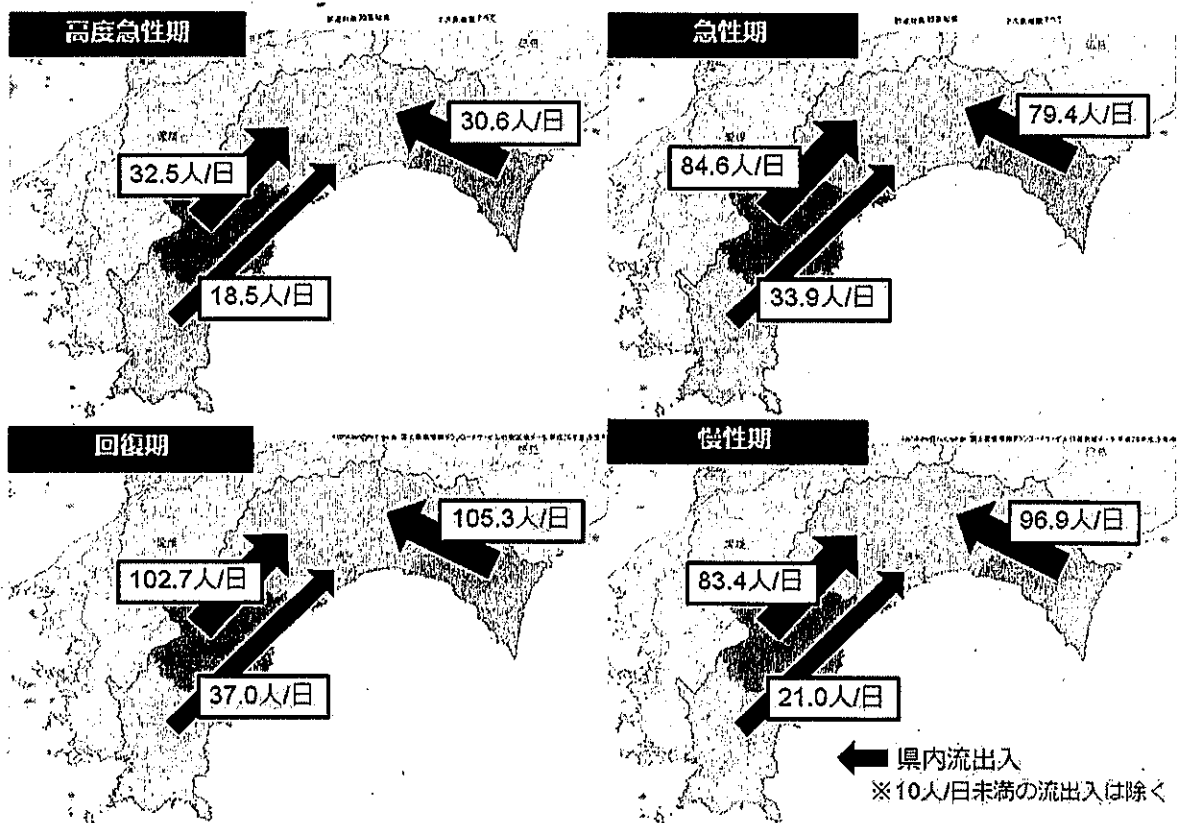 高度急性期
30.6人/日
32.5人/日
18.5人/日
急性期
79.4人/日
84.6人/日
愛媛
33.9人/日
回復期
105.3人/日
102.7人/日
37.0人/日
慢性期
96.9人/日
愛媛
83.4人/日
21.0人/日
県内流出入
※10人/日未満の流出入は除く